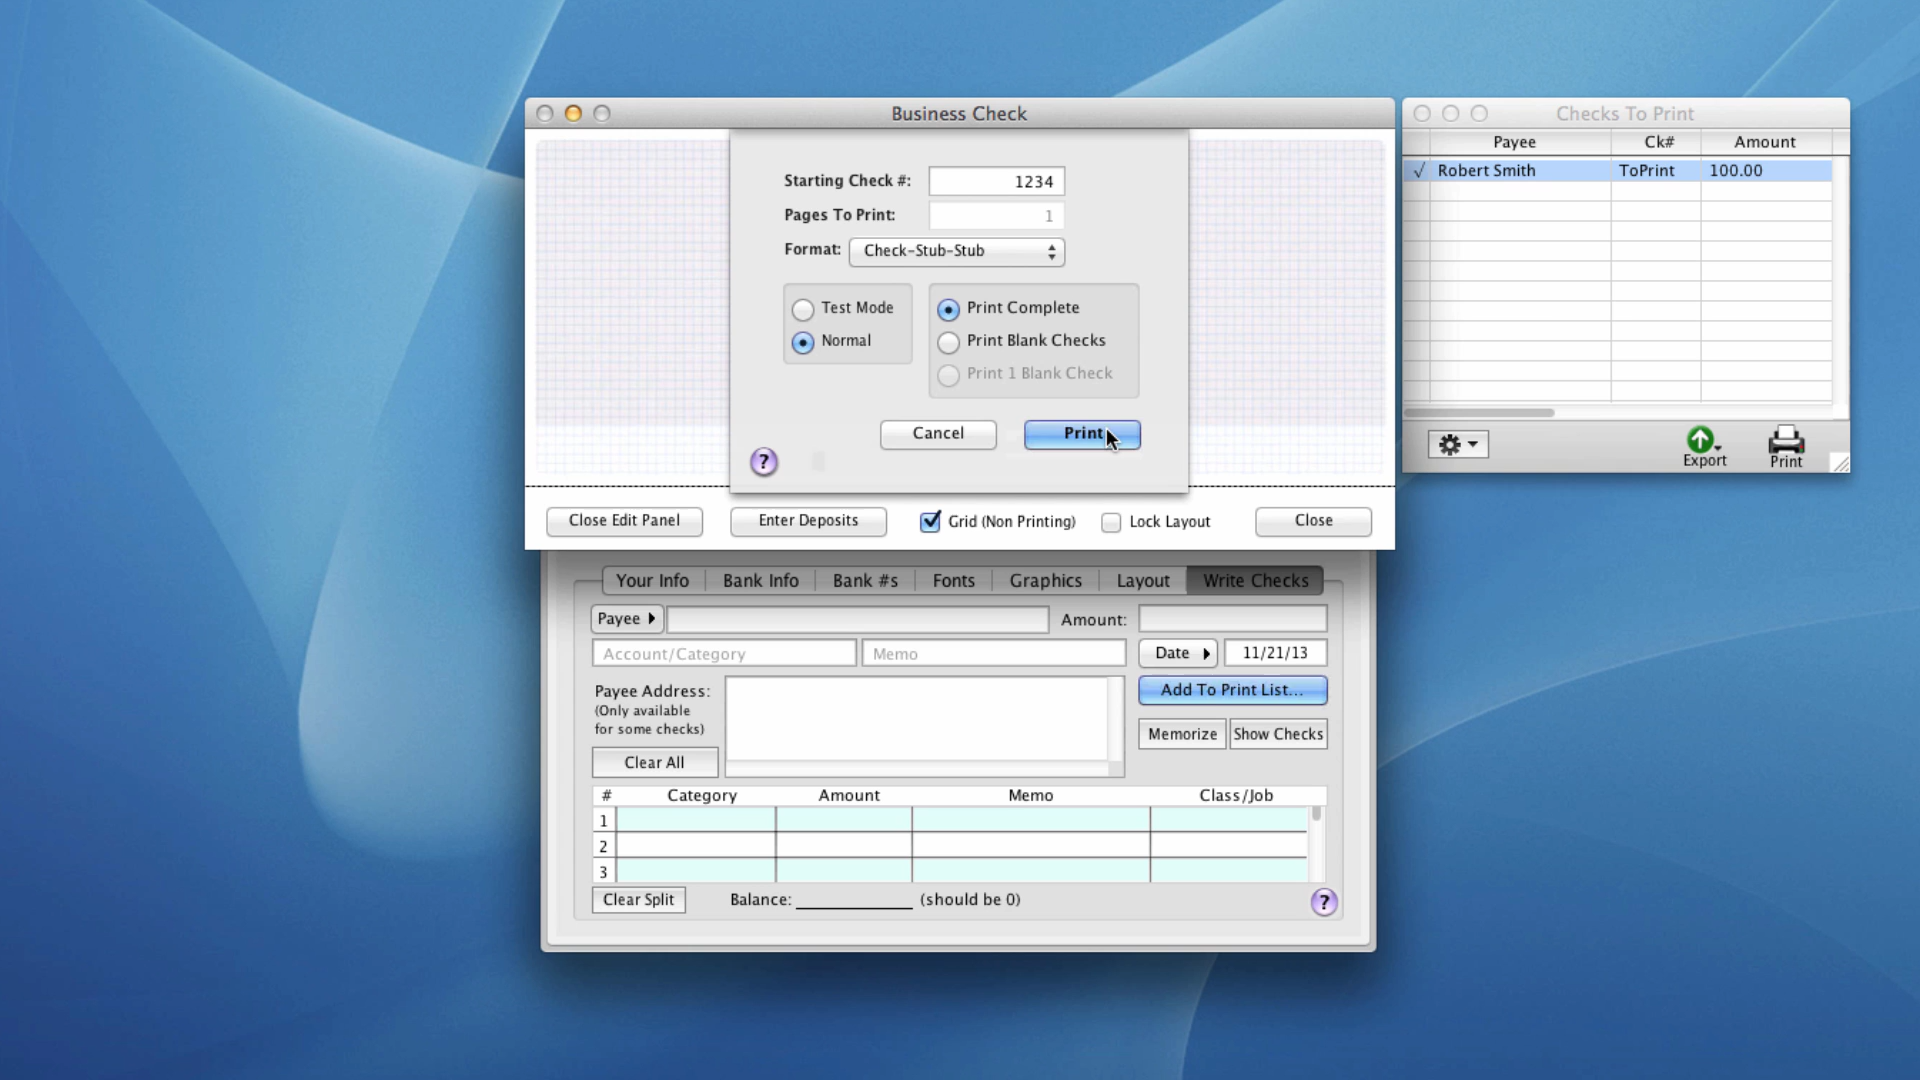 Business Check
Starting Check #: 1234
Pages To Print: 1
Format: Check-Stub-Stub
Test Mode
Normal
Print Complete
Print Blank Checks
Print 1 Blank Check
Cancel Print
?
Close Edit Panel Enter Deposits Grid (Non Printing) Lock Layout Close
Checks To Print
Payee Ck# Amount
√ Robert Smith ToPrint 100.00
Export Print
Your Info Bank Info Bank #s Fonts Graphics Layout Write Checks
Payee Amount:
Account/Category Memo Date 11/21/13
Payee Address:
(Only available
for some checks)
Add To Print List...
Memorize Show Checks
Clear All
# Category Amount Memo Class/Job
1
2
3
Clear Split Balance: (should be 0) ?